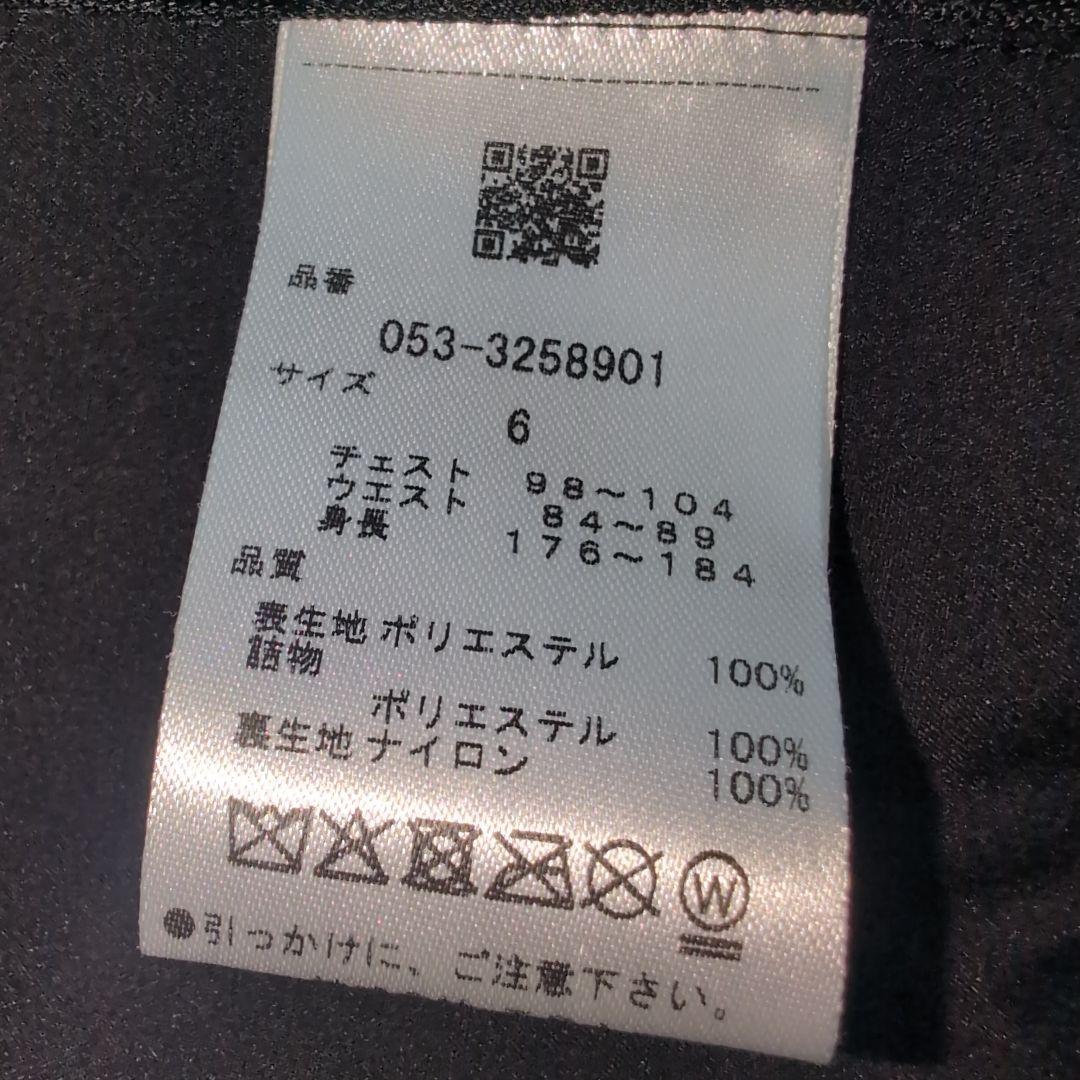 品番
053-3258901
サイズ
6
チェスト 98~104
ウエスト 84~89
身長 176~184
品質
表生地 ポリエステル 100%
詰物
ポリエステル 100%
裏生地 ナイロン 100%
W
●引っかけに、ご注意下さい。